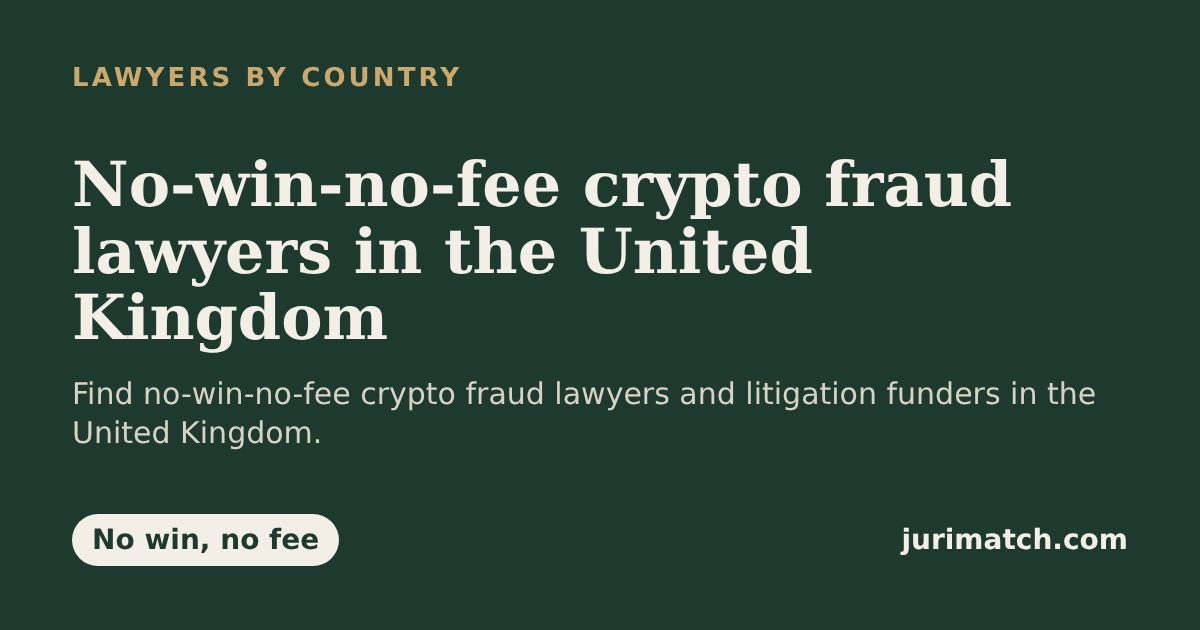 LAWYERS BY COUNTRY
No-win-no-fee crypto fraud
lawyers in the United
Kingdom
Find no-win-no-fee crypto fraud lawyers and litigation funders in the
United Kingdom.
No win, no fee
jurimatch.com